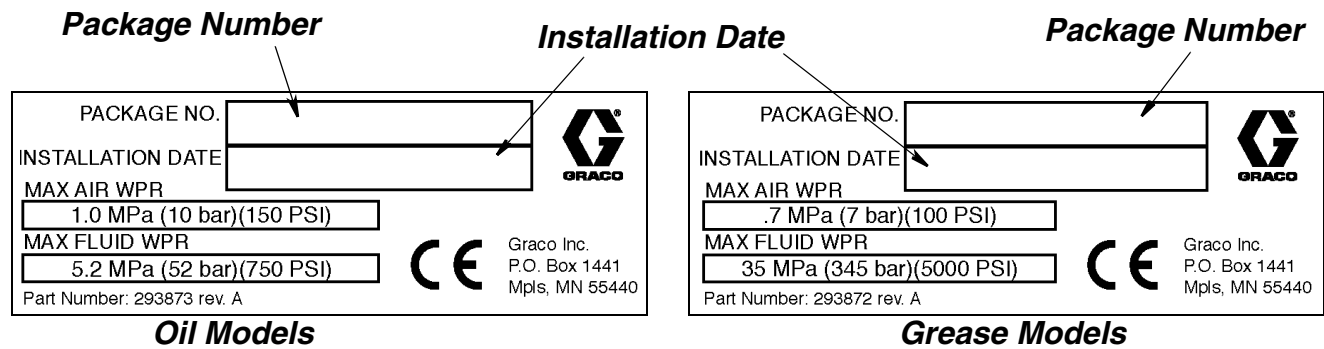 Package Number
Installation Date
Package Number
PACKAGE NO.
INSTALLATION DATE
GRACO
®
MAX AIR WPR
1.0 MPa (10 bar)(150 PSI)
MAX FLUID WPR
5.2 MPa (52 bar)(750 PSI)
Part Number: 293873 rev. A
CE
Graco Inc.
P.O. Box 1441
Mpls, MN 55440
Oil Models
PACKAGE NO.
INSTALLATION DATE
GRACO
®
MAX AIR WPR
.7 MPa (7 bar)(100 PSI)
MAX FLUID WPR
35 MPa (345 bar)(5000 PSI)
Part Number: 293872 rev. A
CE
Graco Inc.
P.O. Box 1441
Mpls, MN 55440
Grease Models